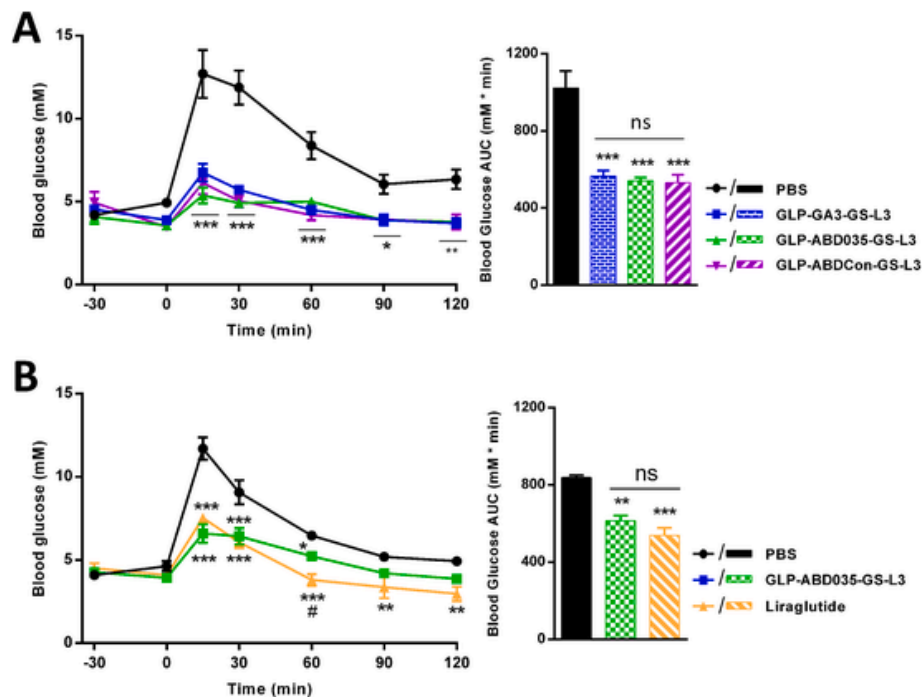 A
Blood glucose (mM)
15
10
5
0
-30 0 30 60 90 120
Time (min)
*** *** *** * **
Blood Glucose AUC (mM * min)
1200
800
400
0
ns
*** *** ***
PBS
GLP-GA3-GS-L3
GLP-ABD035-GS-L3
GLP-ABDCon-GS-L3
B
Blood glucose (mM)
15
10
5
0
-30 0 30 60 90 120
Time (min)
*** *** *
*** *** *** ** **
#
Blood Glucose AUC (mM * min)
1200
800
400
0
ns
** ***
PBS
GLP-ABD035-GS-L3
Liraglutide